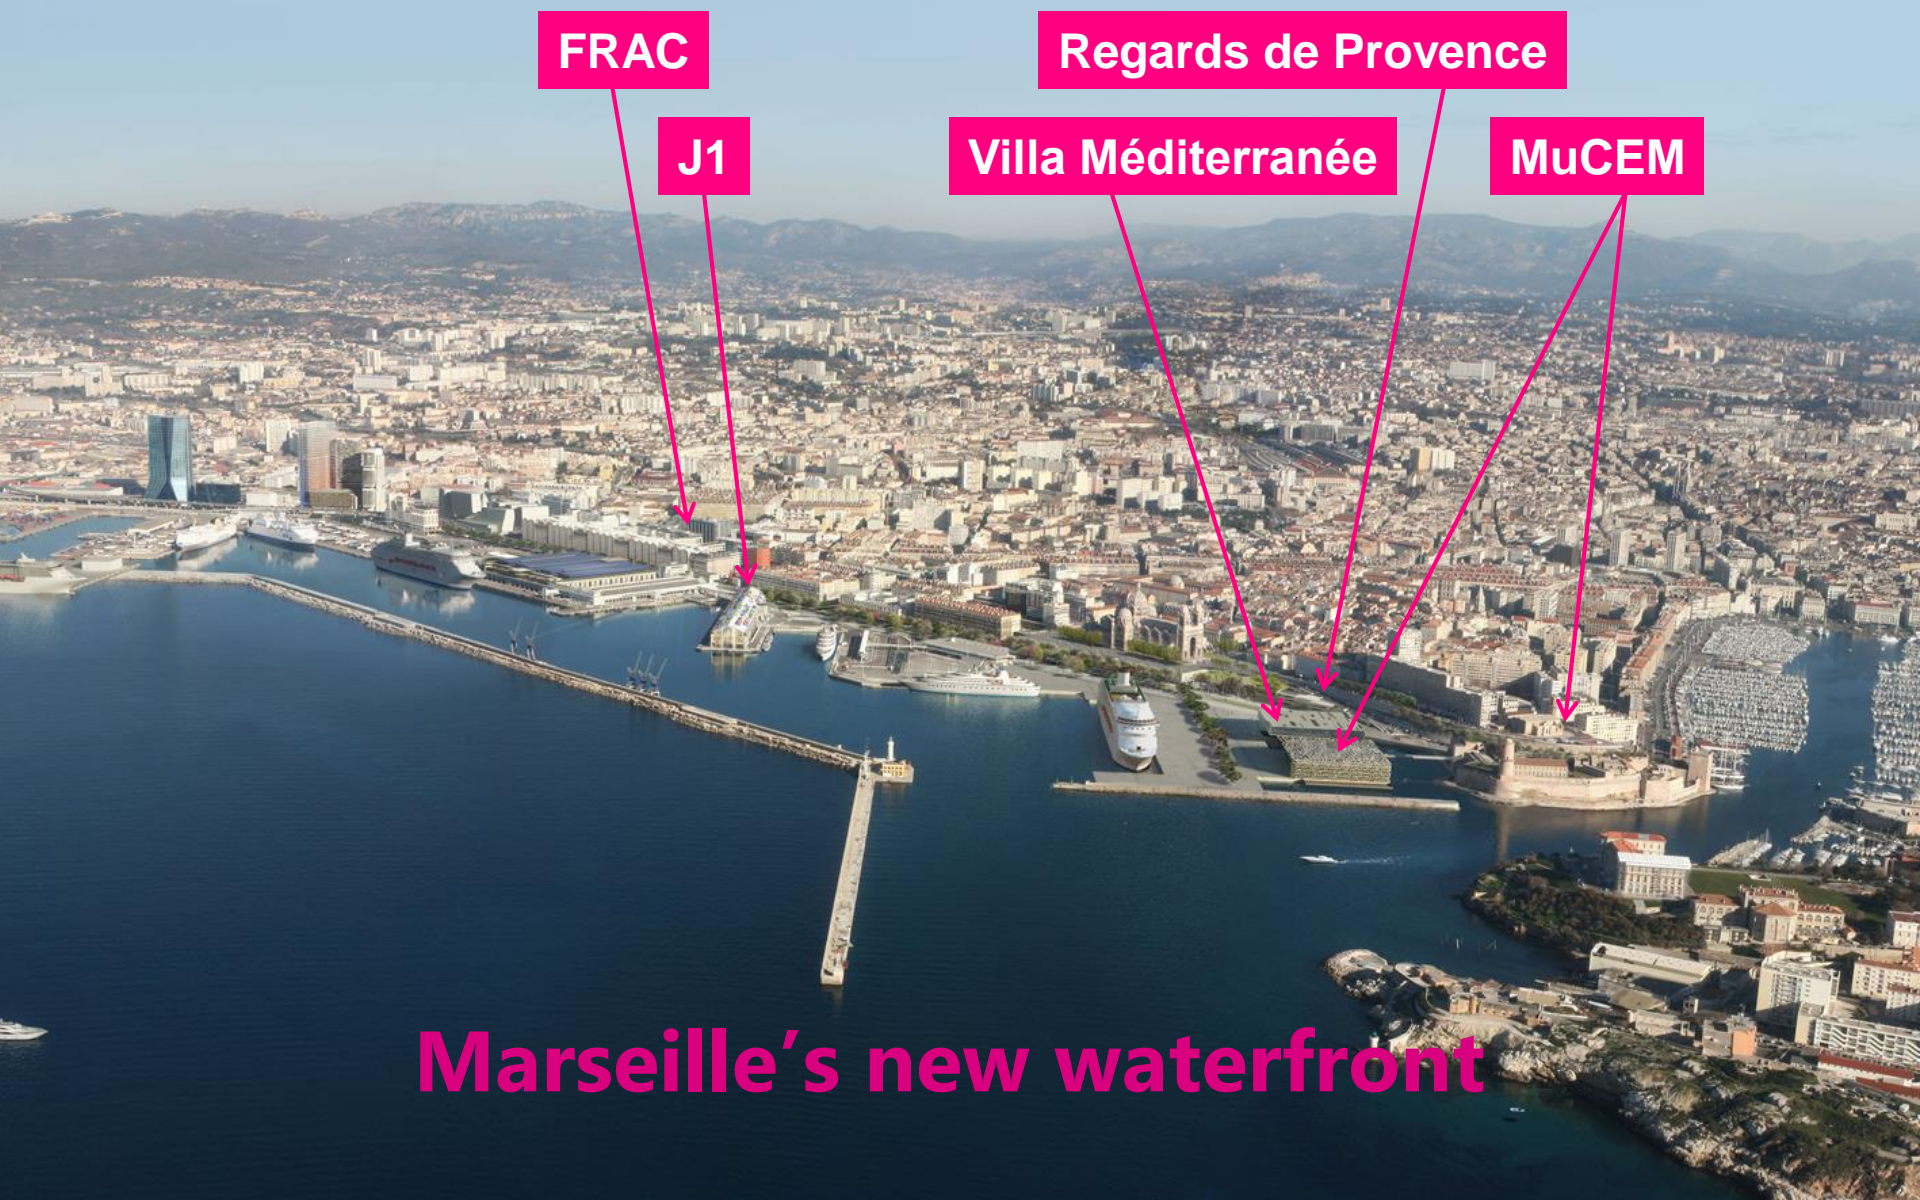 FRAC
Regards de Provence
J1
Villa Méditerranée
MuCEM
Marseille’s new waterfront